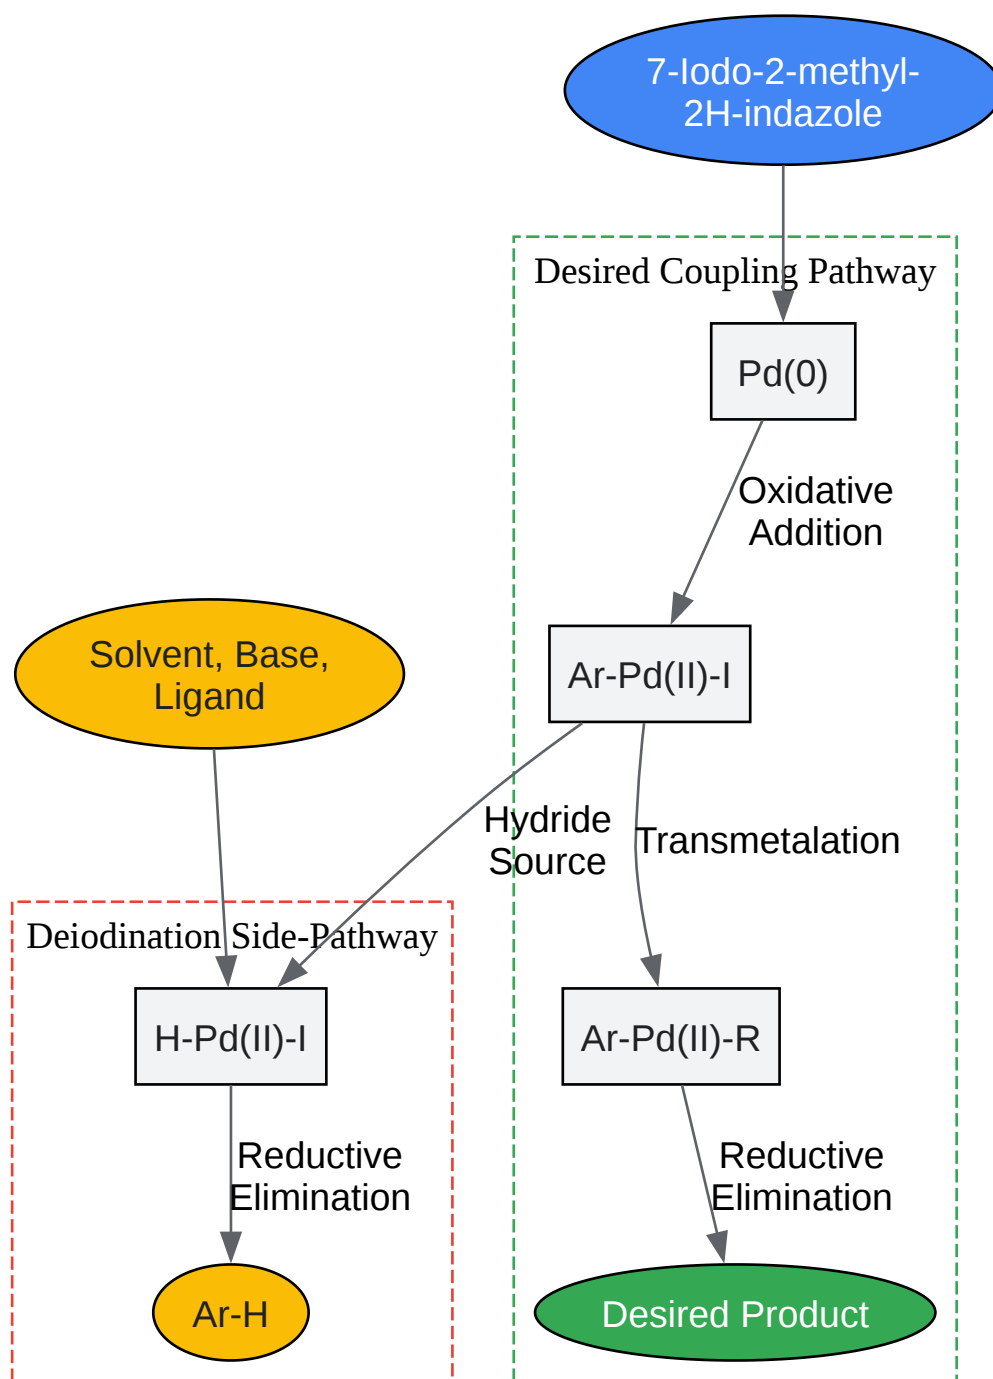 7-Iodo-2-methyl-
2H-indazole
Desired Coupling Pathway
Pd(0)
Oxidative
Addition
Solvent, Base,
Ligand
Ar-Pd(II)-I
Hydride
Source
Transmetalation
Deiodination Side-Pathway
H-Pd(II)-I
Ar-Pd(II)-R
Reductive
Elimination
Reductive
Elimination
Ar-H
Desired Product